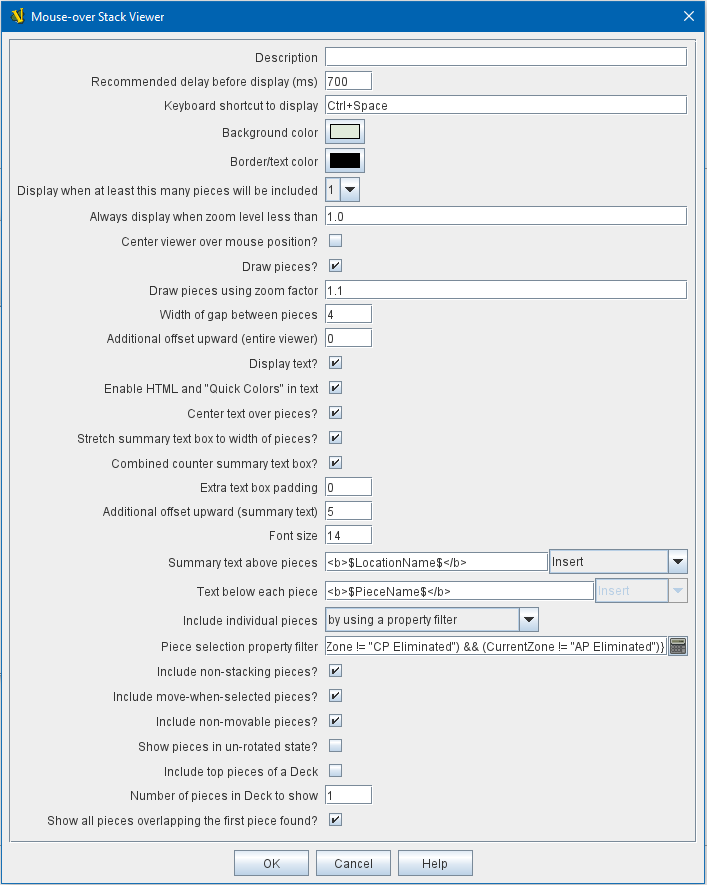 Mouse-over Stack Viewer
Description
Recommended delay before display (ms) 700
Keyboard shortcut to display Ctrl+Space
Background color
Border/text color
Display when at least this many pieces will be included 1
Always display when zoom level less than 1.0
Center viewer over mouse position?
Draw pieces?
Draw pieces using zoom factor 1.1
Width of gap between pieces 4
Additional offset upward (entire viewer) 0
Display text?
Enable HTML and "Quick Colors" in text
Center text over pieces?
Stretch summary text box to width of pieces?
Combined counter summary text box?
Extra text box padding 0
Additional offset upward (summary text) 5
Font size 14
Summary text above pieces <b>$LocationName$</b> Insert
Text below each piece <b>$PieceName$</b> Insert
Include individual pieces by using a property filter
Piece selection property filter Zone != "CP Eliminated") && (CurrentZone != "AP Eliminated")}
Include non-stacking pieces?
Include move-when-selected pieces?
Include non-movable pieces?
Show pieces in un-rotated state?
Include top pieces of a Deck
Number of pieces in Deck to show 1
Show all pieces overlapping the first piece found?
OK Cancel Help